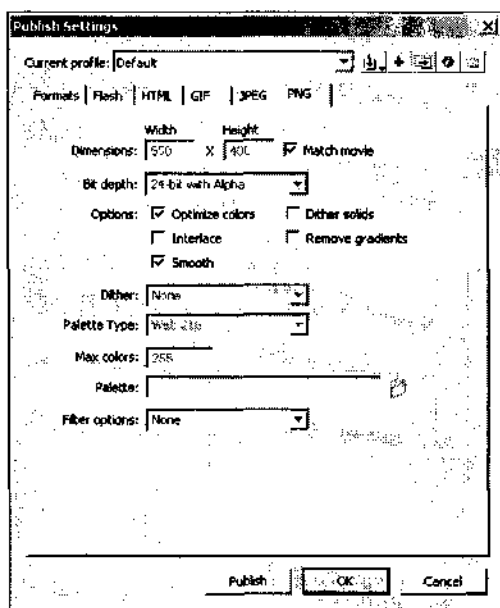 Publish Settings
Current profile: Default
Formats Flash HTML GIF JPEG PNG
Width Height
Dimensions: 550 X 400 Match movie
Bit depth: 24-bit with Alpha
Options: Optimize colors Dither solids
Interlace Remove gradients
Smooth
Dither: None
Palette Type: Web 216
Max colors: 255
Palette:
Filter options: None
Publish OK Cancel